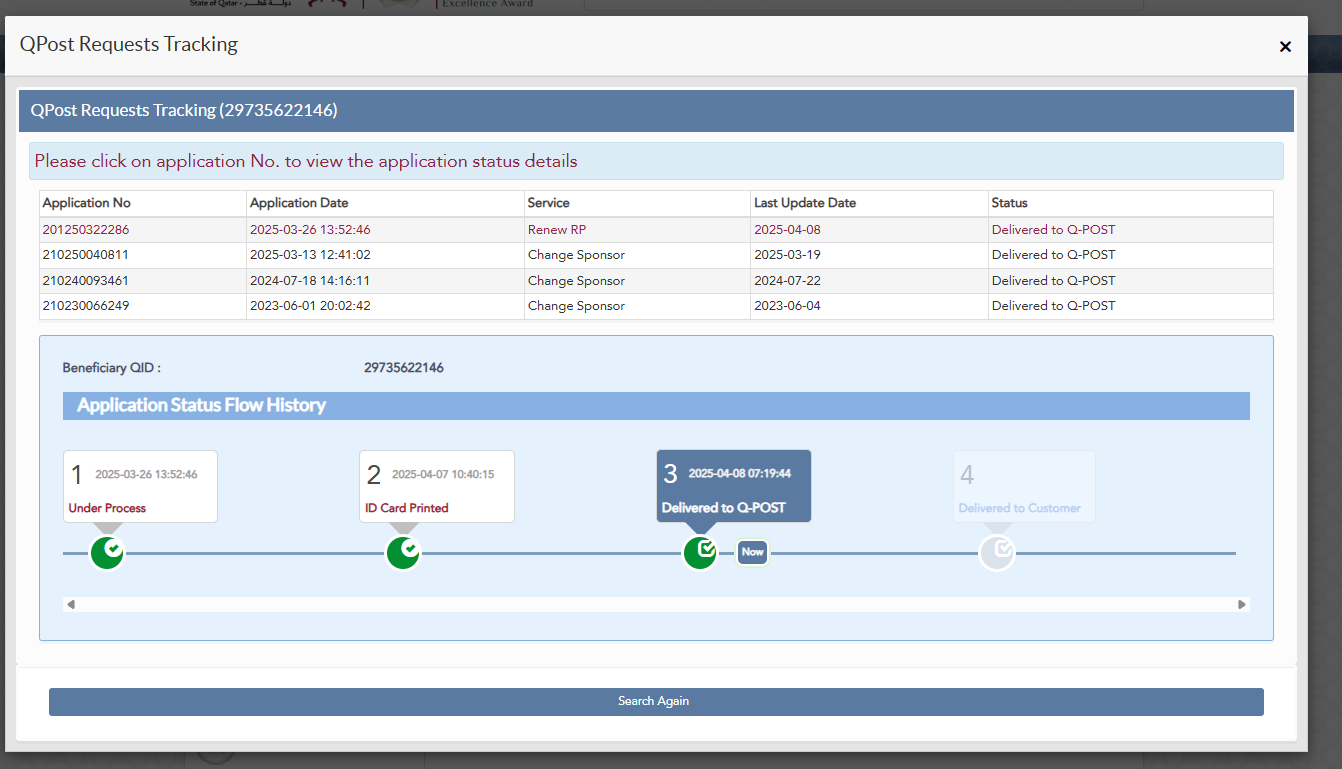 State of Qatar • دولـة قطـر
Excellence Award
QPost Requests Tracking
×
QPost Requests Tracking (29735622146)
Please click on application No. to view the application status details
Application No Application Date Service Last Update Date Status
201250322286 2025-03-26 13:52:46 Renew RP 2025-04-08 Delivered to Q-POST
210250040811 2025-03-13 12:41:02 Change Sponsor 2025-03-19 Delivered to Q-POST
210240093461 2024-07-18 14:16:11 Change Sponsor 2024-07-22 Delivered to Q-POST
210230066249 2023-06-01 20:02:42 Change Sponsor 2023-06-04 Delivered to Q-POST
Beneficiary QID : 29735622146
Application Status Flow History
1 2025-03-26 13:52:46
Under Process
2 2025-04-07 10:40:15
ID Card Printed
3 2025-04-08 07:19:44
Delivered to Q-POST
4
Delivered to Customer
Now
Search Again